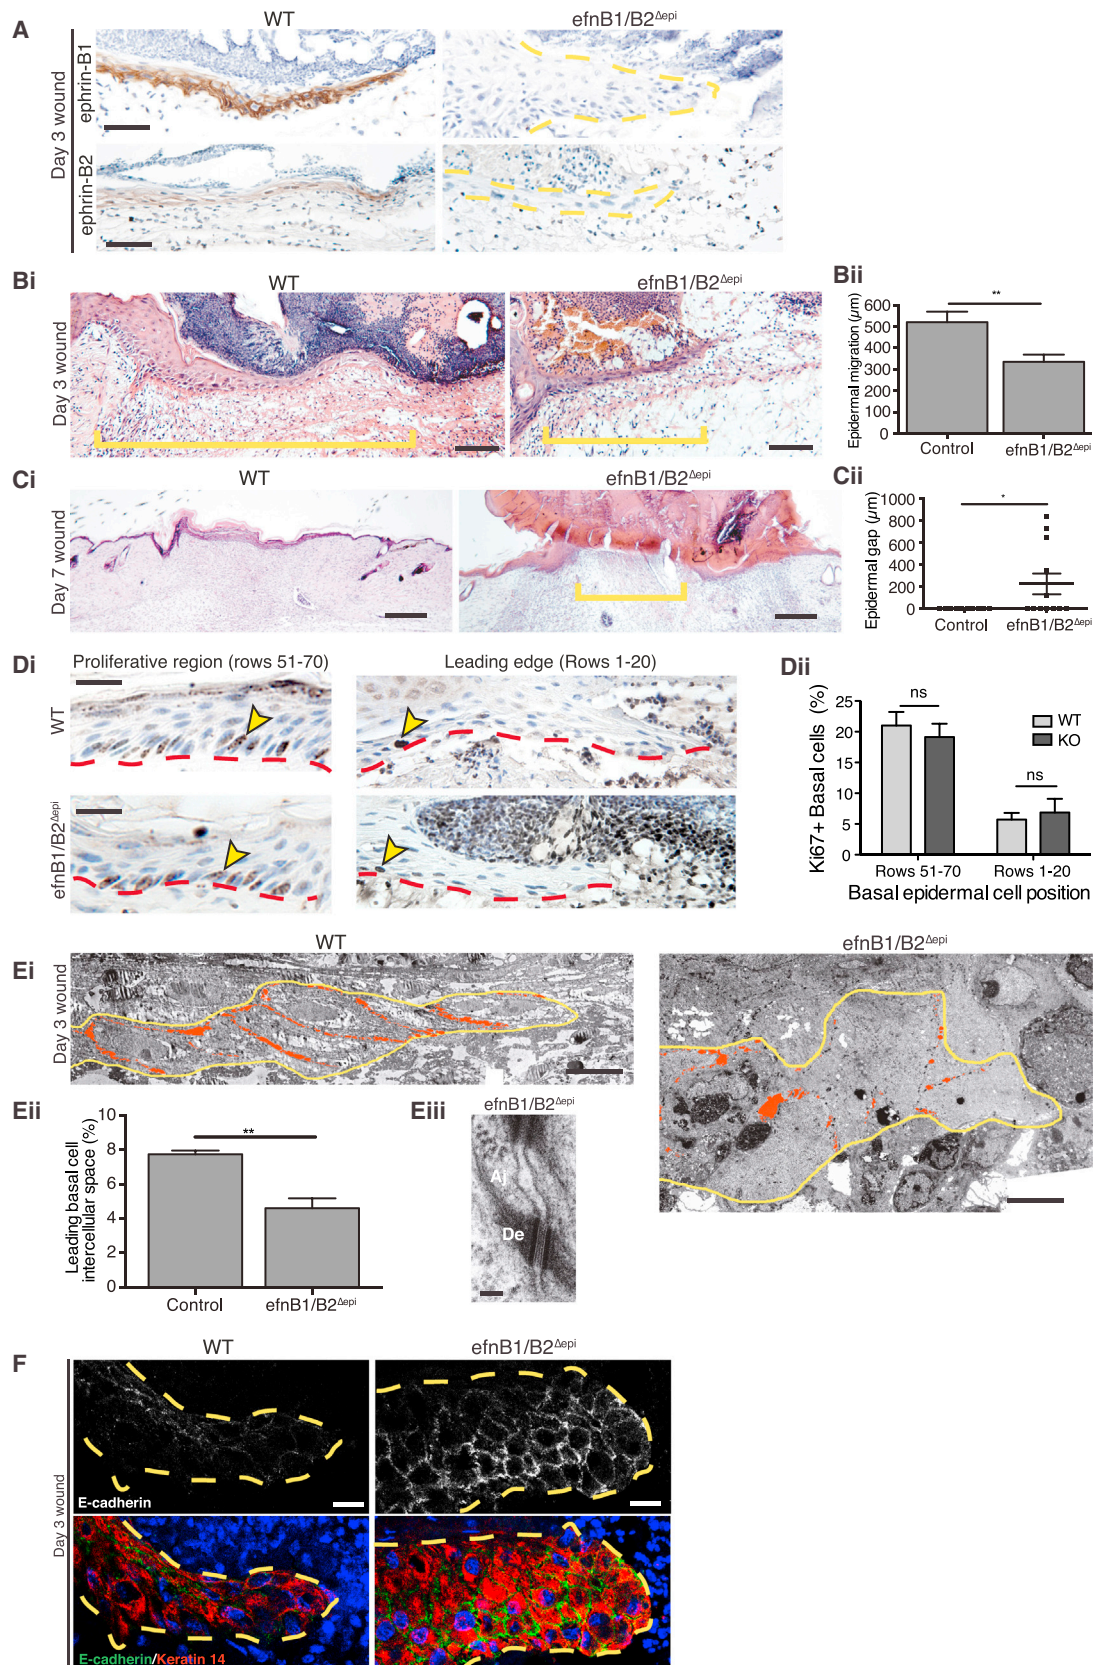 A
WT
efnB1/B2Δepi
Day 3 wound
ephrin-B1
ephrin-B2
Bi
WT
efnB1/B2Δepi
Day 3 wound
Bii
Epidermal migration (µm)
600
500
400
300
200
100
0
**
Control
efnB1/B2Δepi
Ci
WT
efnB1/B2Δepi
Day 7 wound
Cii
Epidermal gap (µm)
1000
800
600
400
200
0
*
Control
efnB1/B2Δepi
Di
Proliferative region (rows 51-70)
Leading edge (Rows 1-20)
WT
efnB1/B2Δepi
Dii
Ki67+ Basal cells (%)
25
20
15
10
5
0
ns
ns
WT
KO
Rows 51-70
Rows 1-20
Basal epidermal cell position
Ei
WT
efnB1/B2Δepi
Day 3 wound
Eii
Leading basal cell
intercellular space (%)
10
8
6
4
2
0
**
Control
efnB1/B2Δepi
Eiii
efnB1/B2Δepi
AJ
De
F
WT
efnB1/B2Δepi
Day 3 wound
E-cadherin
E-cadherin/Keratin 14